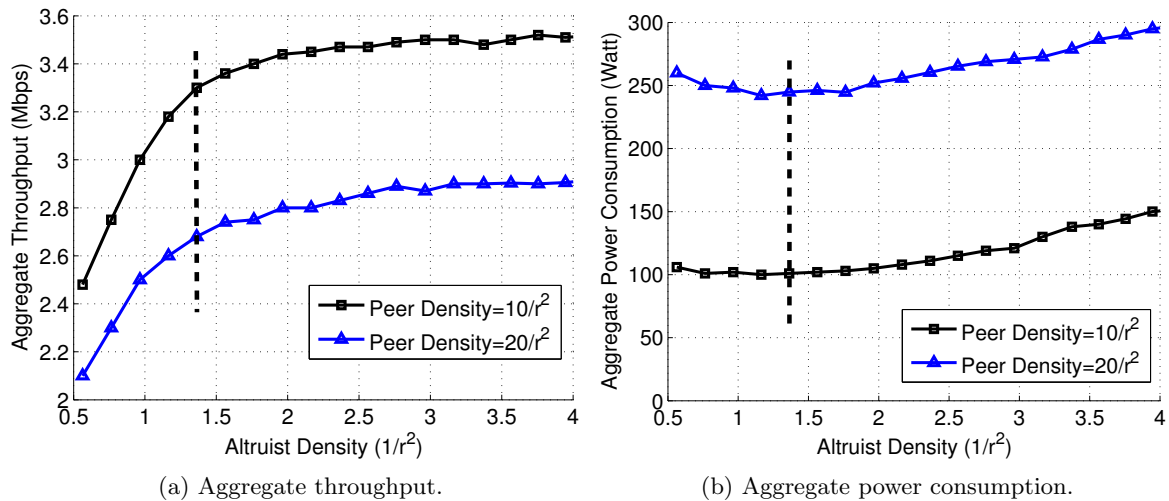 3.6
3.4
3.2
3
2.8
2.6
2.4
2.2
2
Aggregate Throughput (Mbps)
Peer Density=10/r²
Peer Density=20/r²
0.5 1 1.5 2 2.5 3 3.5 4
Altruist Density (1/r²)
(a) Aggregate throughput.
300
250
200
150
100
50
0
Aggregate Power Consumption (Watt)
Peer Density=10/r²
Peer Density=20/r²
0.5 1 1.5 2 2.5 3 3.5 4
Altruist Density (1/r²)
(b) Aggregate power consumption.